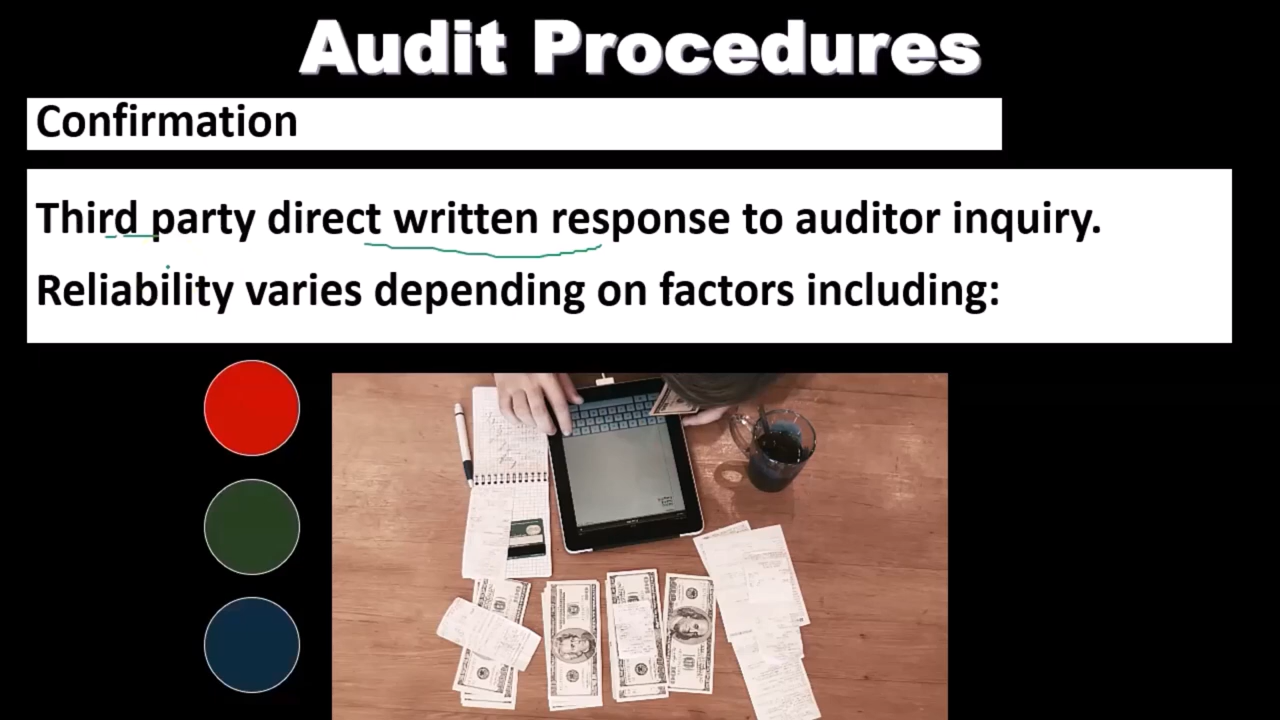 Audit Procedures
Confirmation
Third party direct written response to auditor inquiry.
Reliability varies depending on factors including: